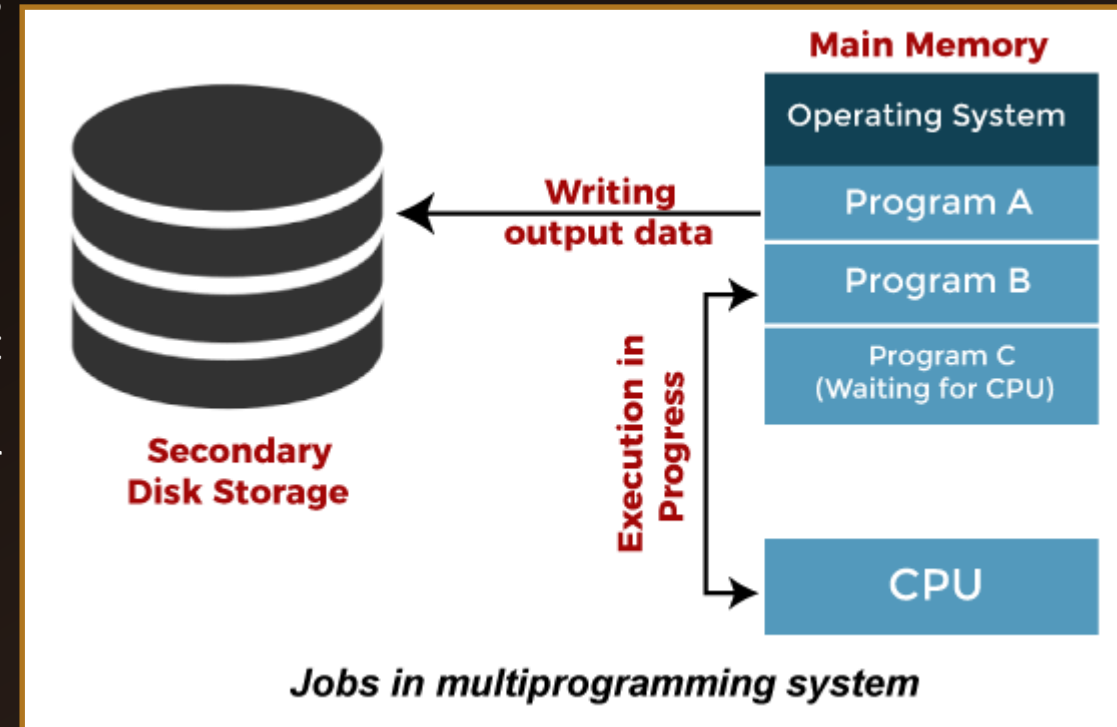 Main Memory
Operating System
Program A
Writing
output data
Program B
Program C
(Waiting for CPU)
Execution in
Progress
Secondary
Disk Storage
CPU
Jobs in multiprogramming system